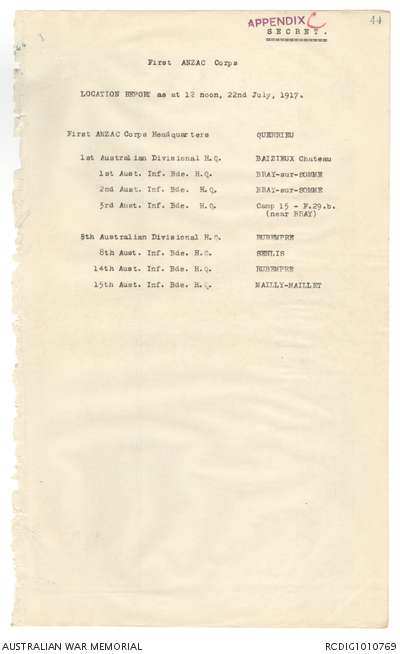 APPENDIX C
44
SECRET.
First ANZAC Corps
LOCATION REPORT as at 12 noon, 22nd July, 1917.
First ANZAC Corps Headquarters QUERRIEU
1st Australian Divisional H.Q. BAIZIEUX Chateau
1st Aust. Inf. Bde. H.Q. BRAY-sur-SOMME
2nd Aust. Inf. Bde. H.Q. BRAY-sur-SOMME
3rd Aust. Inf. Bde. H.Q. Camp 15 - F.29.b.
(near BRAY)
5th Australian Divisional H.Q. RUBEMPRE
8th Aust. Inf. Bde. H.Q. SENLIS
14th Aust. Inf. Bde. H.Q. RUBEMPRE
15th Aust. Inf. Bde. H.Q. MAILLY-MAILLET
AUSTRALIAN WAR MEMORIAL
RCDIG1010769